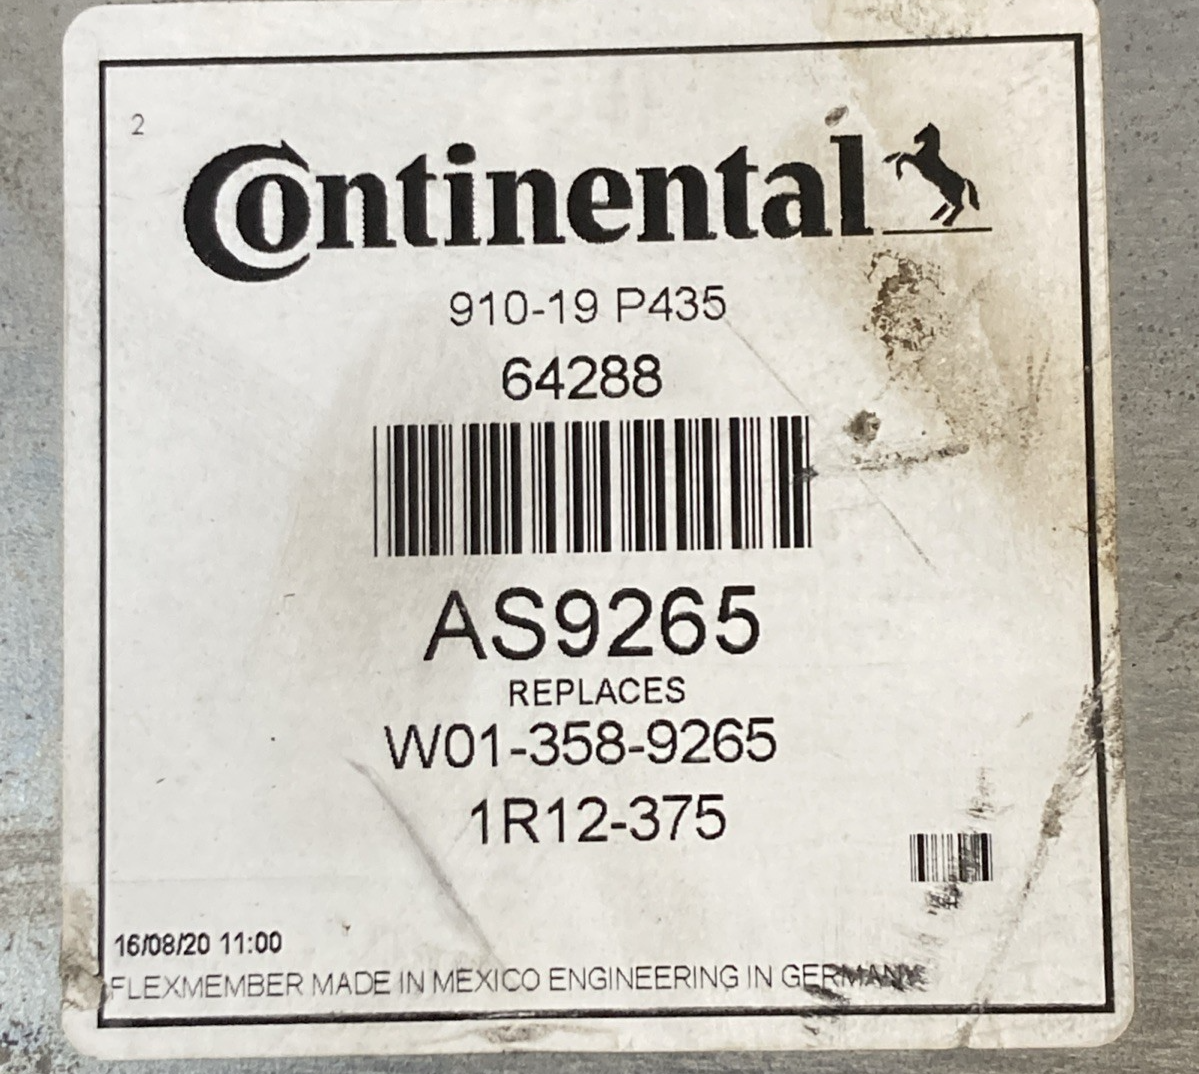 2
Continental
910-19 P435
64288
AS9265
REPLACES
W01-358-9265
1R12-375
16/08/20 11:00
FLEXMEMBER MADE IN MEXICO ENGINEERING IN GERMANY